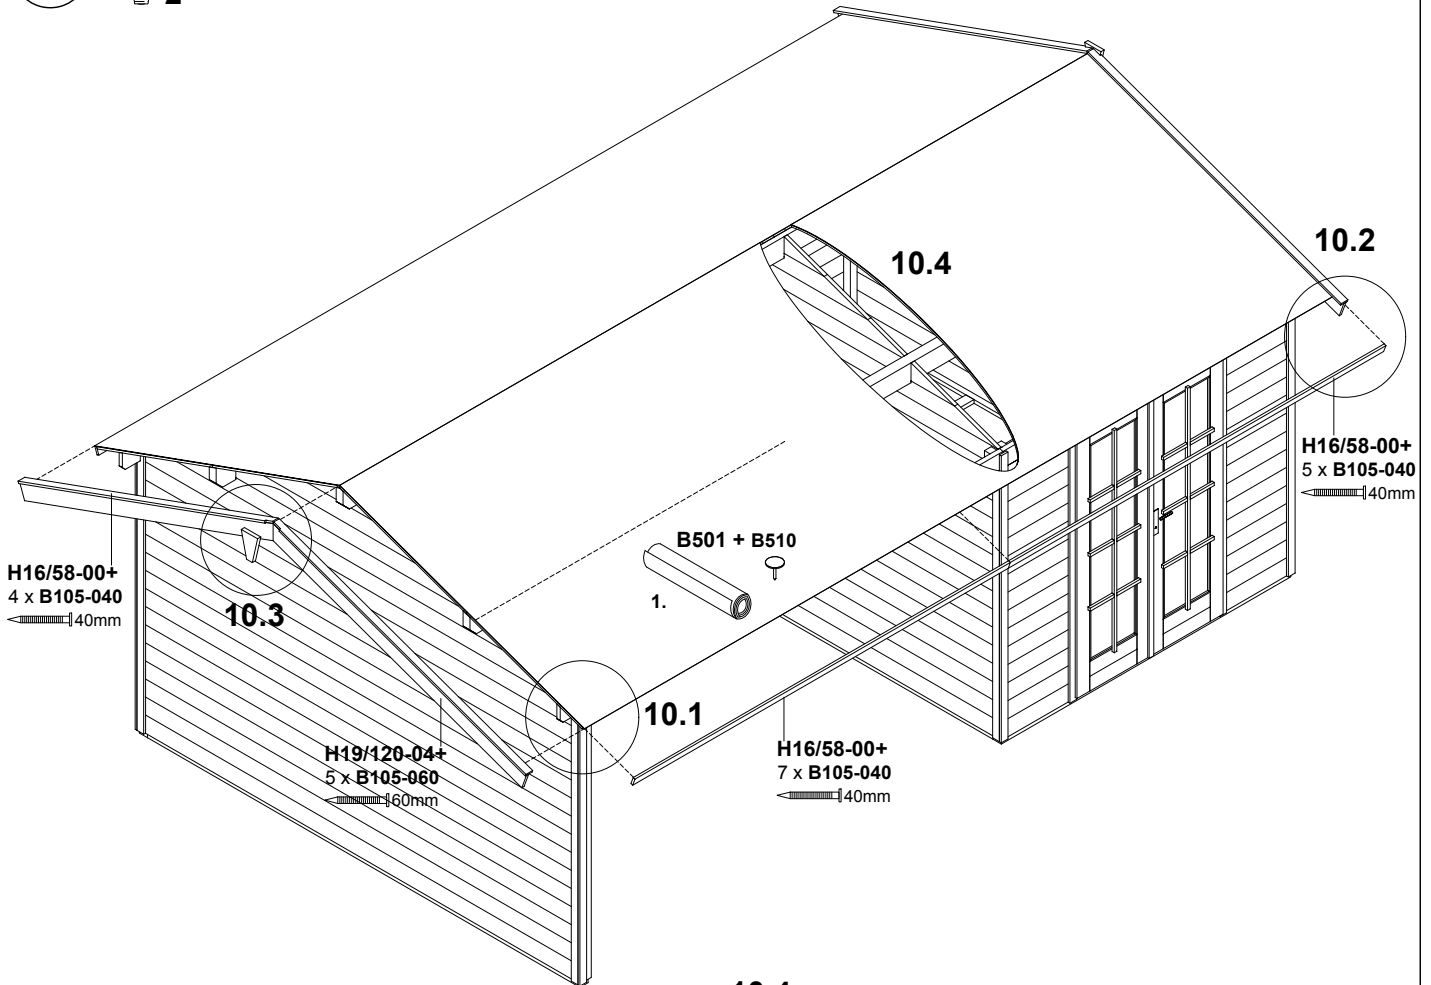 10.2
10.4
H16/58-00+
5 x B105-040
40mm
B501 + B510
1.
H16/58-00+
4 x B105-040
40mm
10.3
10.1
H19/120-04+
5 x B105-060
60mm
H16/58-00+
7 x B105-040
40mm